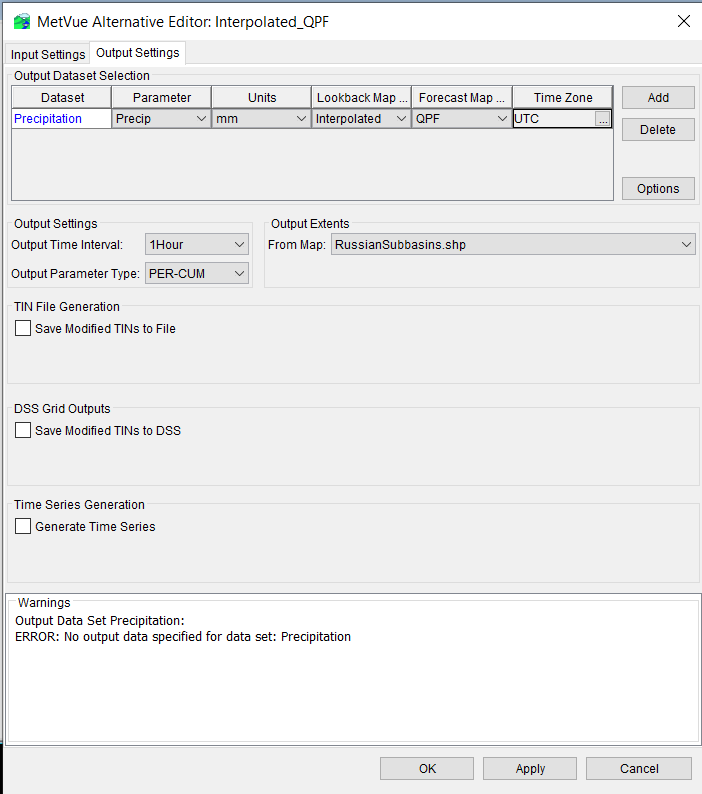 MetVue Alternative Editor: Interpolated_QPF
Input Settings Output Settings
Output Dataset Selection
Dataset Parameter Units Lookback Map ... Forecast Map ... Time Zone
Precipitation Precip mm Interpolated QPF UTC ...
Add
Delete
Options
Output Settings
Output Time Interval: 1Hour
Output Parameter Type: PER-CUM
Output Extents
From Map: RussianSubbasins.shp
TIN File Generation
Save Modified TINs to File
DSS Grid Outputs
Save Modified TINs to DSS
Time Series Generation
Generate Time Series
Warnings
Output Data Set Precipitation:
ERROR: No output data specified for data set: Precipitation
OK Apply Cancel